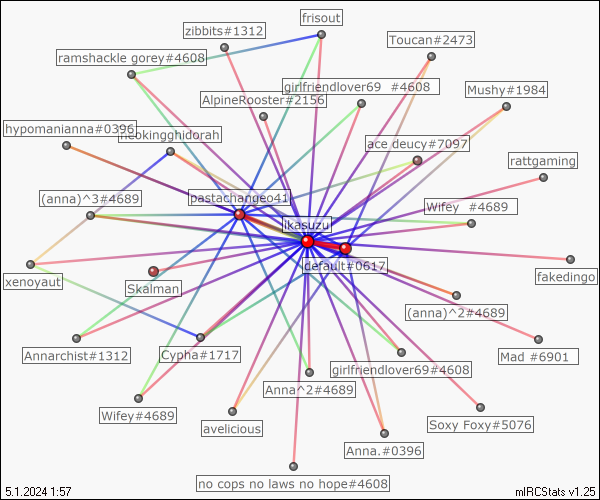 frisout
zibbits#1312
Toucan#2473
ramshackle gorey#4608
girlfriendlover69 #4608
Mushy#1984
AlpineRooster#2156
hypomanianna#0396
neokingghidorah
ace deucy#7097
rattgaming
(anna)^3#4689
pastachangeo41
Wifey #4689
ikasuzu
default#0617
xenoyaut
Skalman
fakedingo
(anna)^2#4689
Annarchist#1312
Cypha#1717
girlfriendlover69#4608
Mad #6901
Anna^2#4689
Wifey#4689
avelicious
Soxy Foxy#5076
Anna.#0396
no cops no laws no hope#4608
5.1.2024 1:57
mIRCStats v1.25